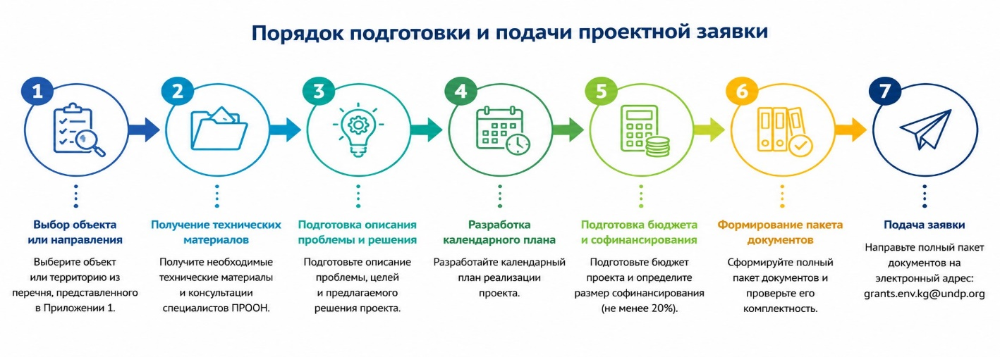 Порядок подготовки и подачи проектной заявки
1
2
3
4
5
6
7
Выбор объекта
или направления
Выберите объект
или территорию из
перечня, представленного
в Приложении 1.
Получение технических
материалов
Получите необходимые
технические материалы
и консультации
специалистов ПРООН.
Подготовка описания
проблемы и решения
Подготовьте описание
проблемы, целей
и предлагаемого
решения проекта.
Разработка
календарного плана
Разработайте календарный
план реализации
проекта.
Подготовка бюджета
и софинансирования
Подготовьте бюджет
проекта и определите
размер софинансирования
(не менее 20%).
Формирование пакета
документов
Сформируйте полный
пакет документов и
проверьте его
комплектность.
Подача заявки
Направьте полный пакет
документов на
электронный адрес:
grants.env.kg@undp.org